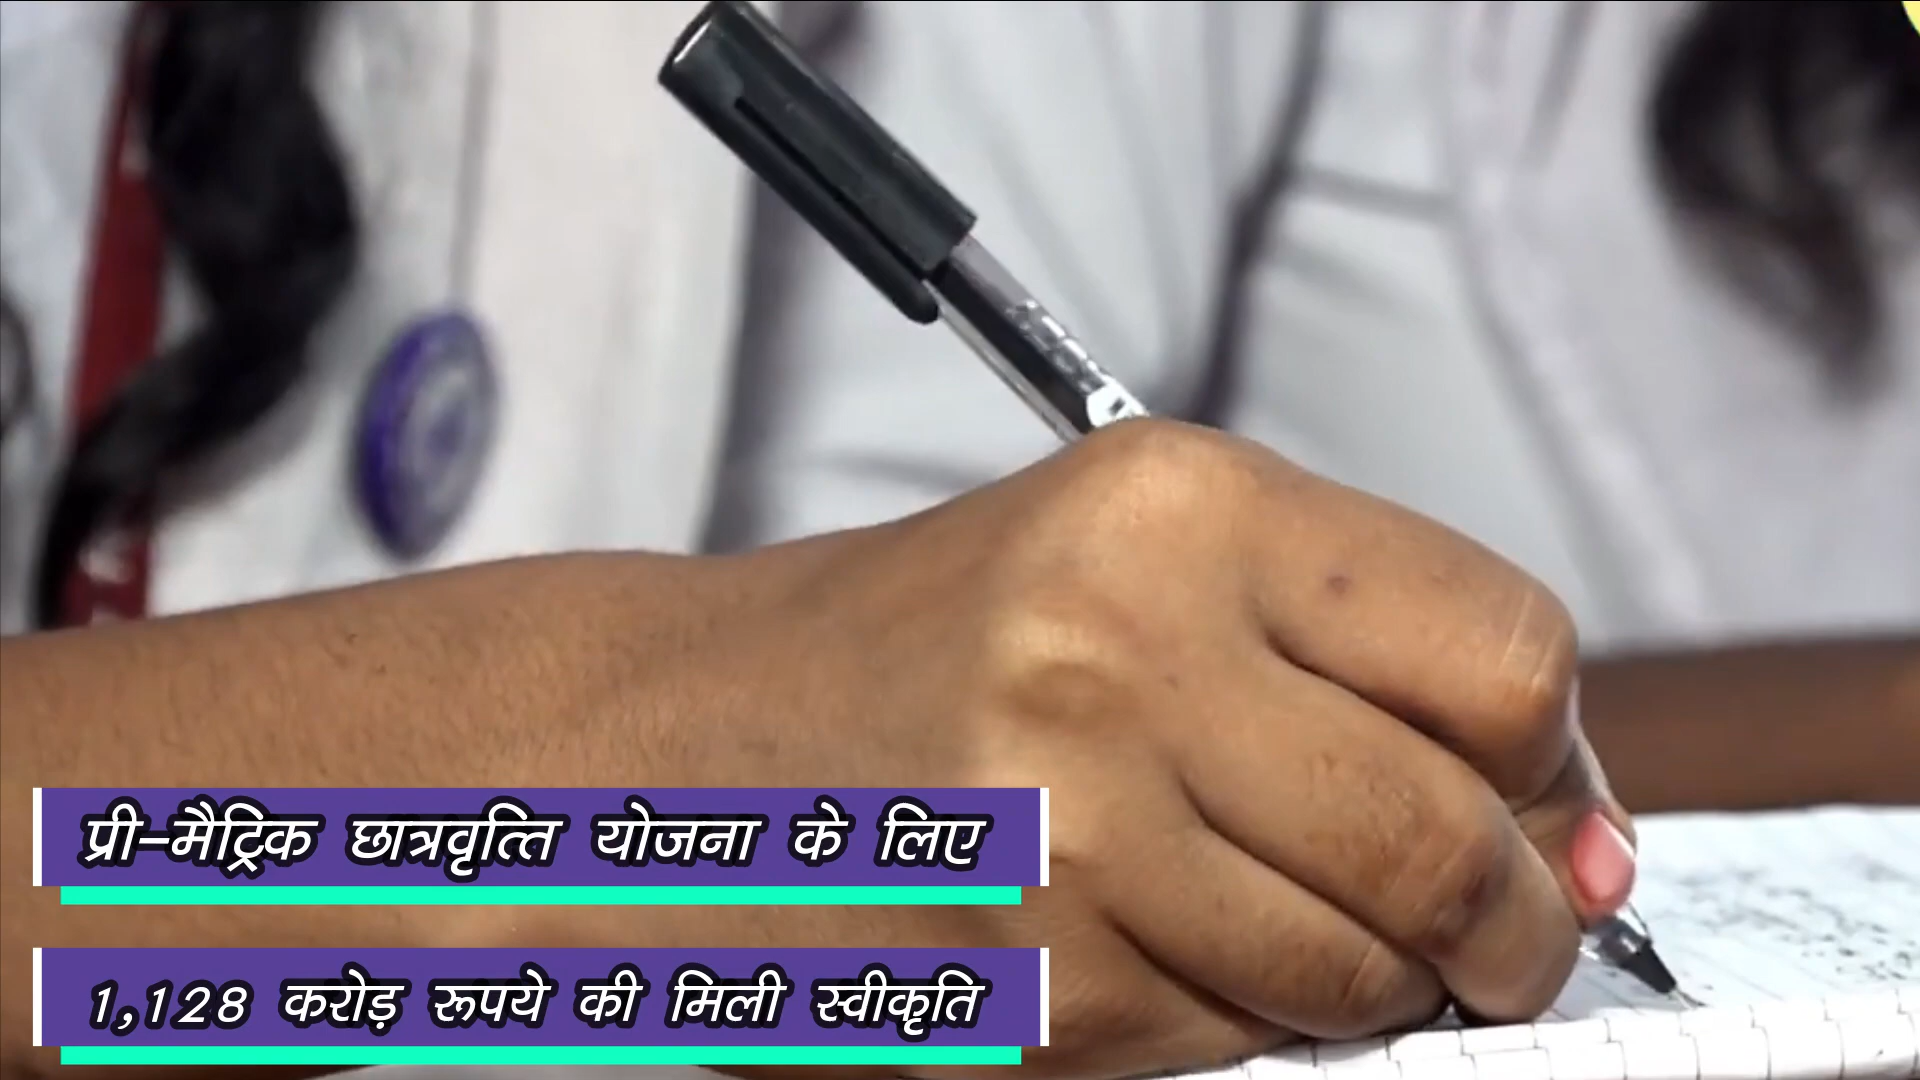 प्री-मैट्रिक छात्रवृत्ति योजना के लिए
1,128 करोड़ रूपये की मिली स्वीकृति